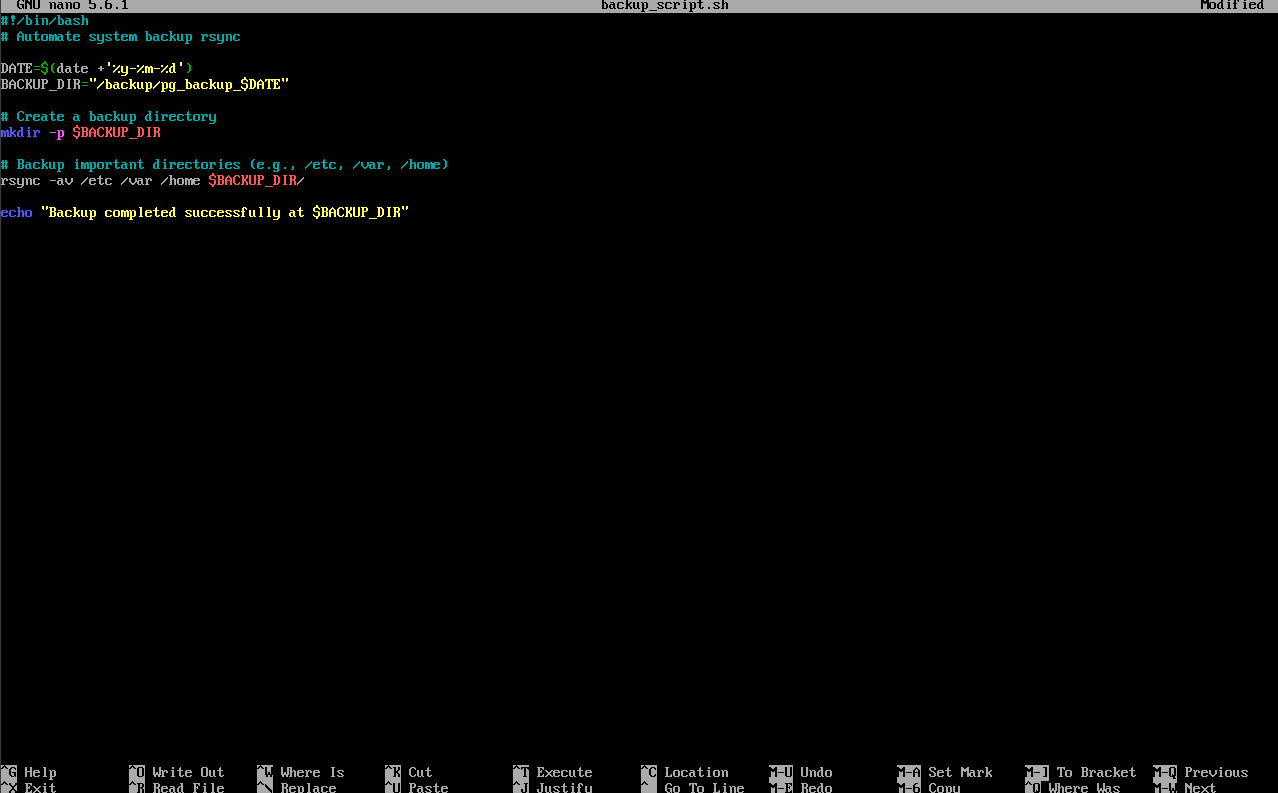 GNU nano 5.6.1 backup_script.sh Modified
#!/bin/bash
# Automate system backup rsync
DATE=$(date +'%y-%m-%d')
BACKUP_DIR="/backup/pg_backup_$DATE"
# Create a backup directory
mkdir -p $BACKUP_DIR
# Backup important directories (e.g., /etc, /var, /home)
rsync -av /etc /var /home $BACKUP_DIR/
echo "Backup completed successfully at $BACKUP_DIR"
^G Help ^O Write Out ^W Where Is ^K Cut ^T Execute ^C Location M-U Undo M-A Set Mark M-] To Bracket M-Q Previous
^X Exit ^R Read File ^\ Replace ^U Paste ^J Justify ^_ Go To Line M-E Redo M-6 Copy ^Q Where Was M-W Next